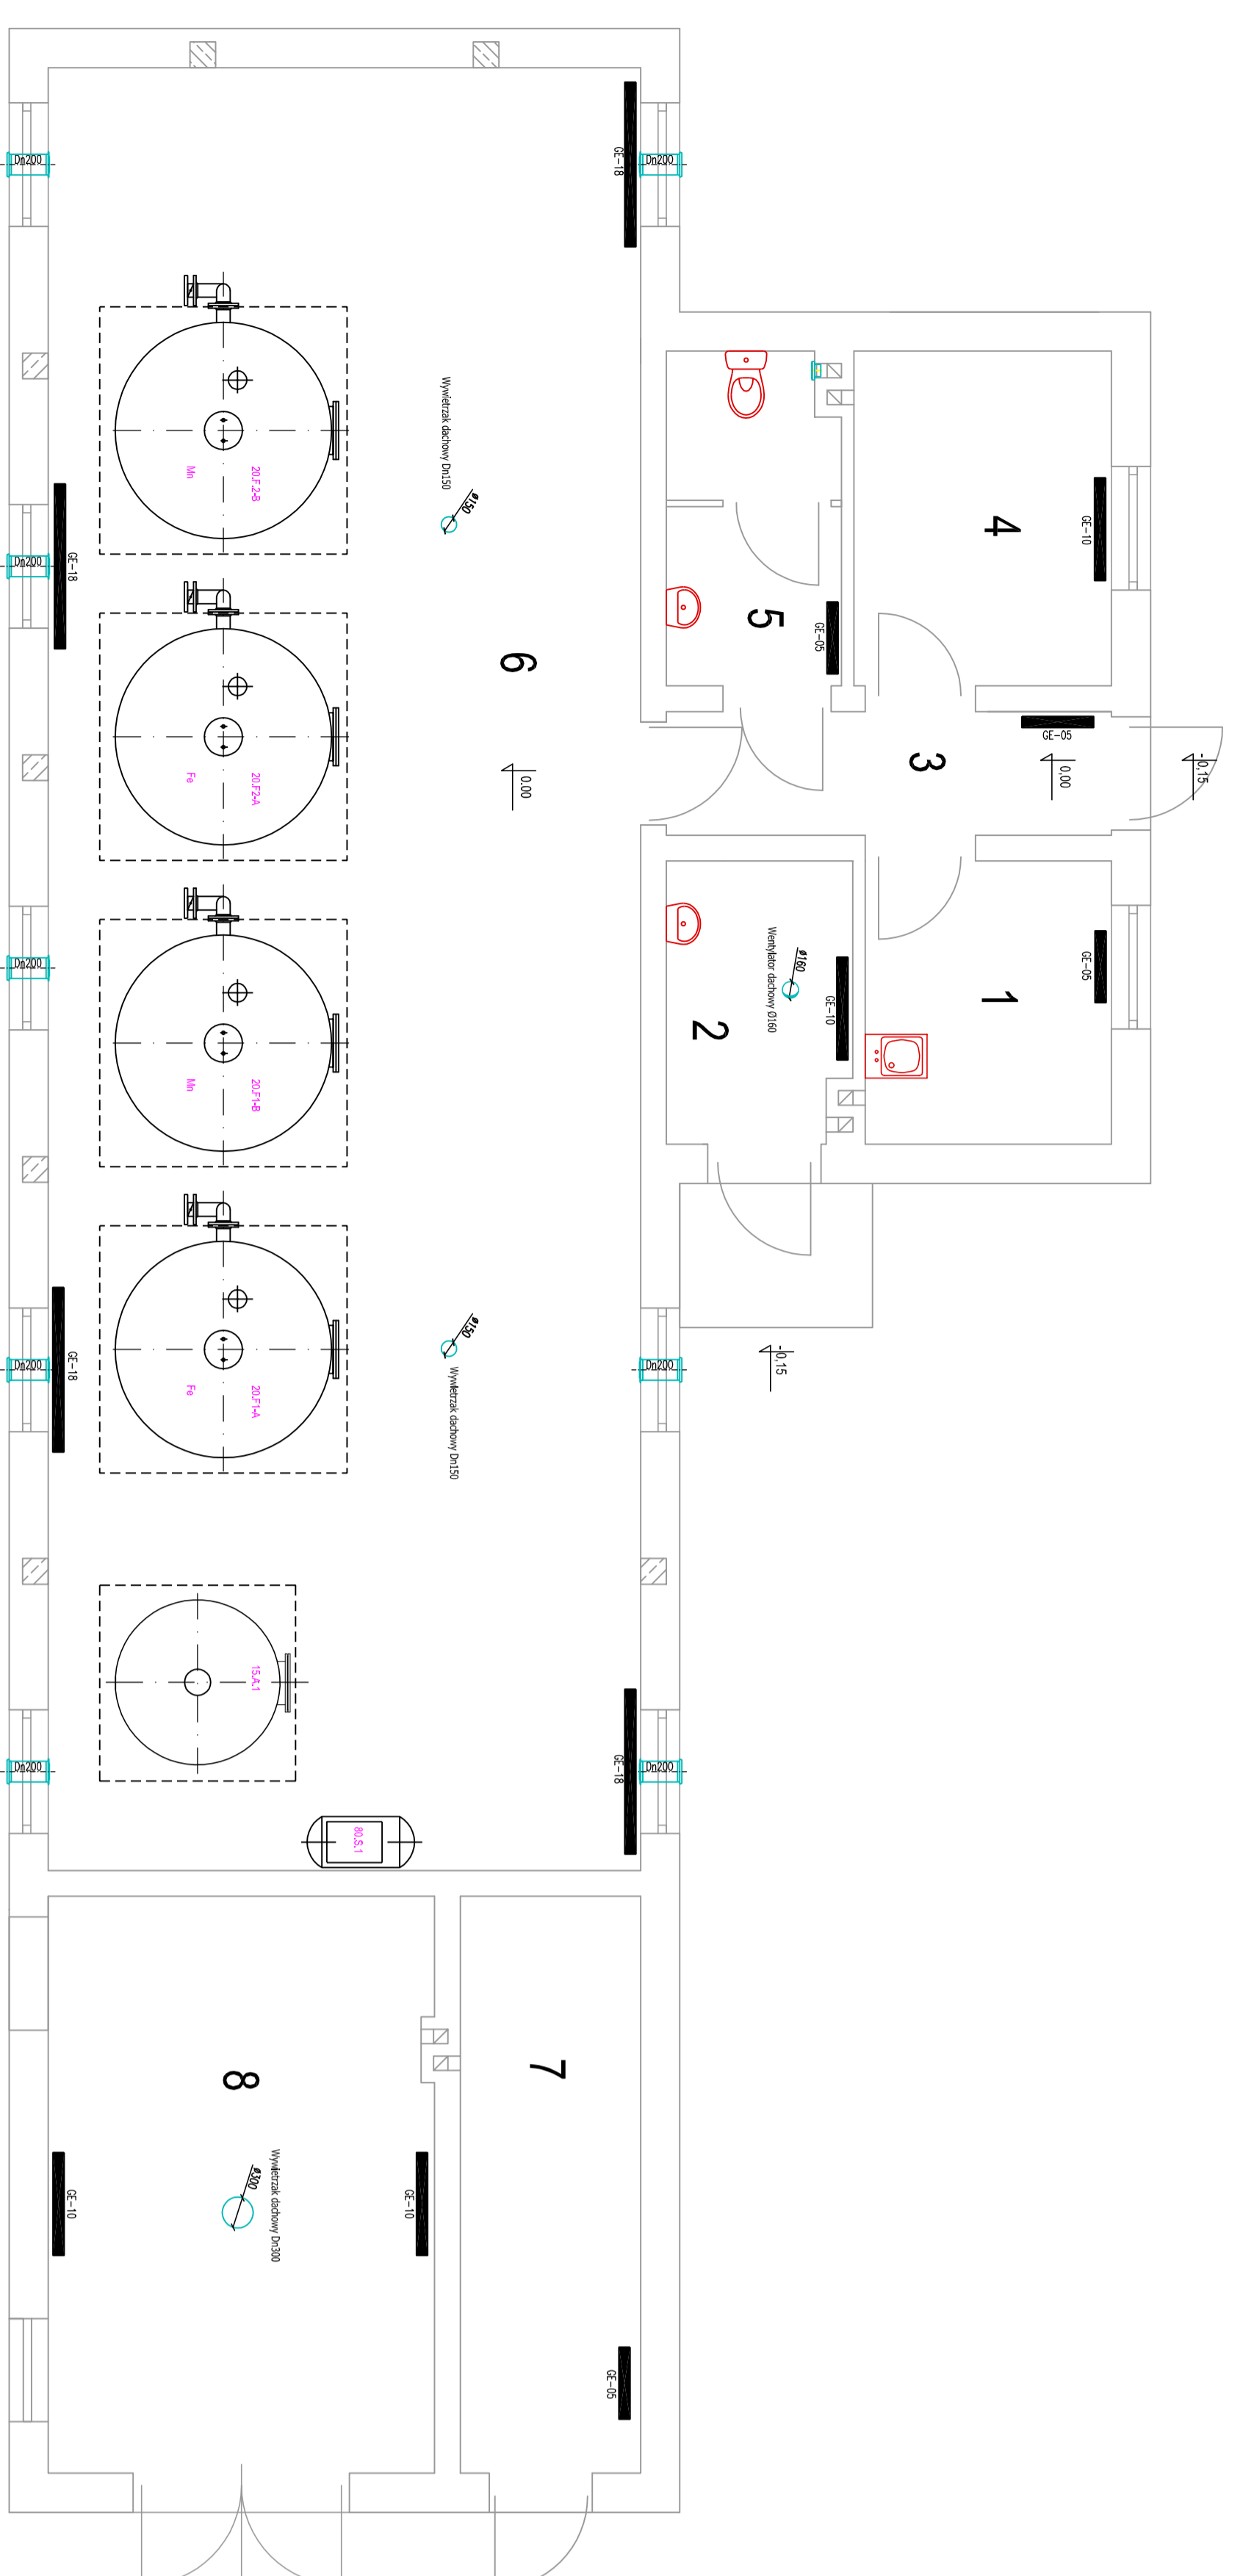 Dn200
GE-18
Dn200
4
GE-10
Wywietrzak dachowy Dn150
ø150
20.F.2-B
Mn
GE-18
Dn200
5
GE-05
6
3
GE-05
0,00
-0,15
0.00
20.F2-A
Fe
Wentylator dachowy Ø160
ø160
GE-10
2
1
GE-05
Dn200
20.F1-B
Mn
ø150
Wywietrzak dachowy Dn150
-0,15
Dn200
GE-18
Dn200
20.F1-A
Fe
15.A.1
GE-18
Dn200
Dn200
80.S.1
8
7
Wywietrzak dachowy Dn300
ø300
GE-10
GE-10
GE-05